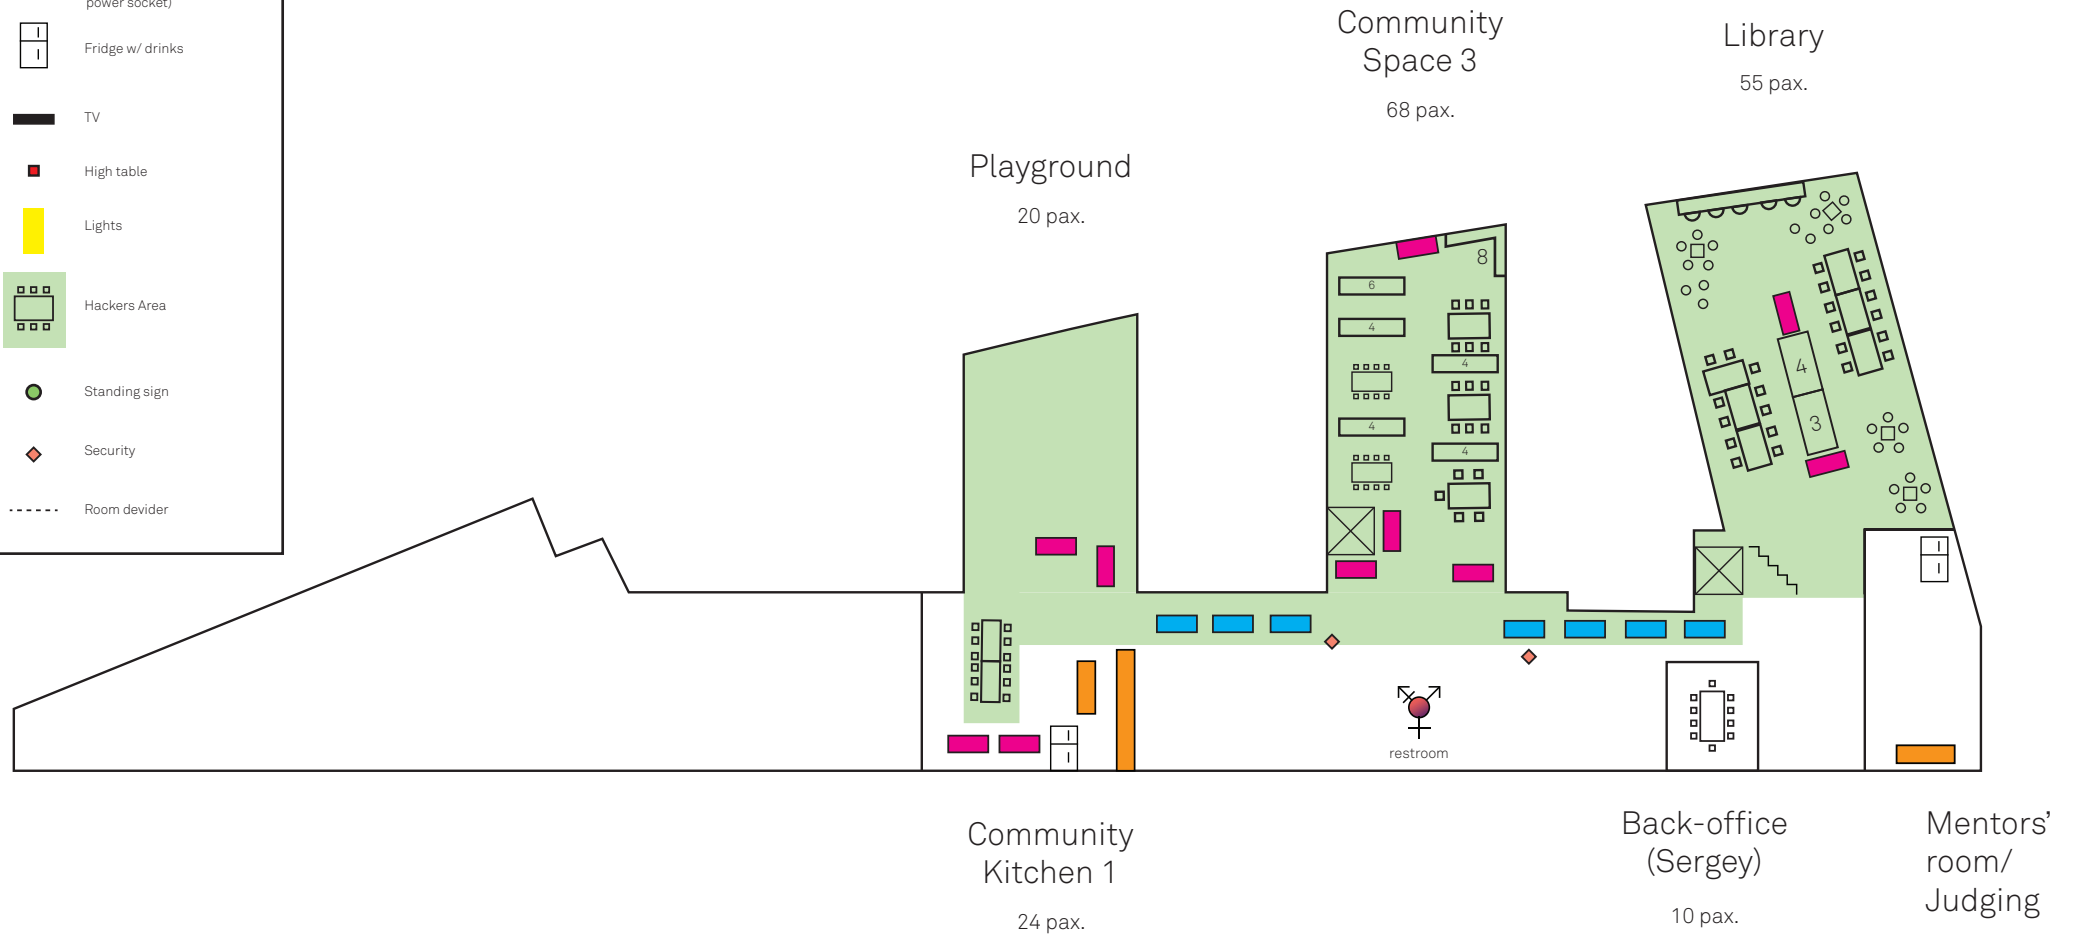 power socket)
Fridge w/ drinks
TV
High table
Lights
Hackers Area
Standing sign
Security
Room devider
Community
Space 3
68 pax.
Library
55 pax.
Playground
20 pax.
8
6
4
4
4
4
4
3
restroom
Community
Kitchen 1
24 pax.
Back-office
(Sergey)
10 pax.
Mentors’
room/
Judging